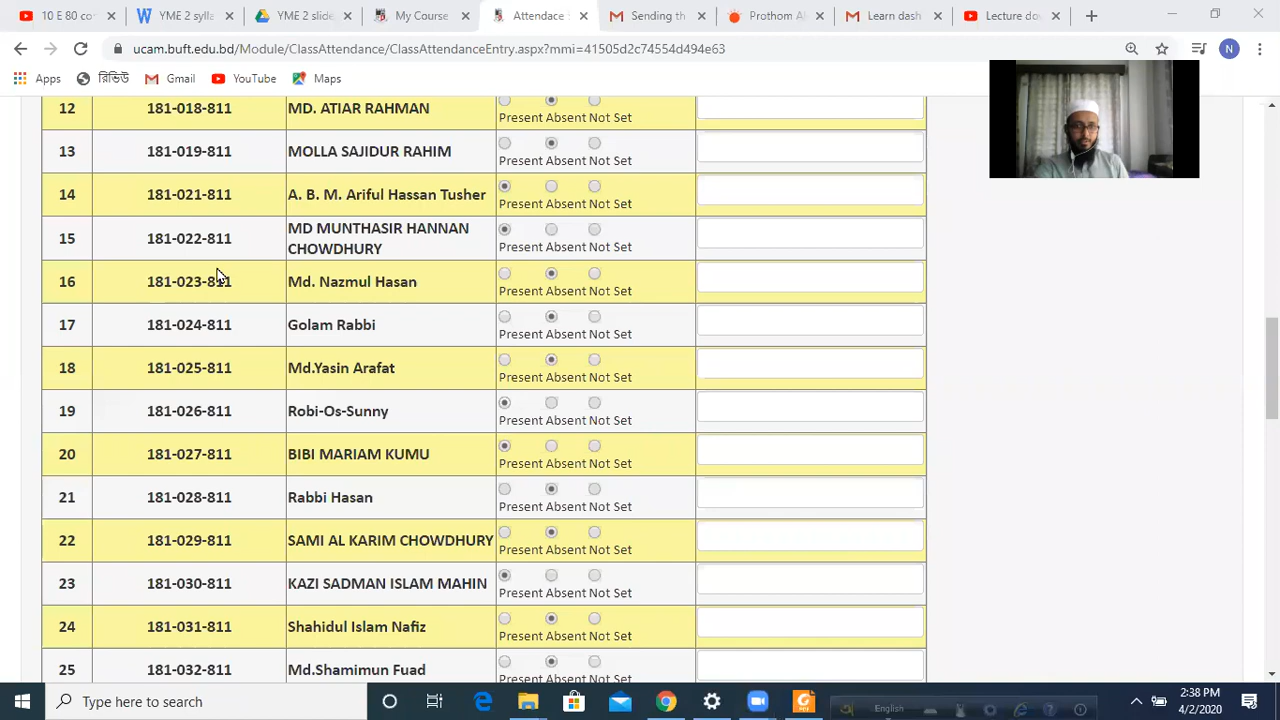 10 E 80 co
YME 2 sylla
YME 2 slide
My Course
Attendace
Sending th
Prothom Al
Learn dash
Lecture do
ucam.buft.edu.bd/Module/ClassAttendance/ClassAttendanceEntry.aspx?mmi=41505d2c74554d494e63
N
Apps
রিভিউ
Gmail
YouTube
Maps
12 181-018-811 MD. ATIAR RAHMAN Present Absent Not Set
13 181-019-811 MOLLA SAJIDUR RAHIM Present Absent Not Set
14 181-021-811 A. B. M. Ariful Hassan Tusher Present Absent Not Set
15 181-022-811 MD MUNTHASIR HANNAN
CHOWDHURY Present Absent Not Set
16 181-023-811 Md. Nazmul Hasan Present Absent Not Set
17 181-024-811 Golam Rabbi Present Absent Not Set
18 181-025-811 Md.Yasin Arafat Present Absent Not Set
19 181-026-811 Robi-Os-Sunny Present Absent Not Set
20 181-027-811 BIBI MARIAM KUMU Present Absent Not Set
21 181-028-811 Rabbi Hasan Present Absent Not Set
22 181-029-811 SAMI AL KARIM CHOWDHURY Present Absent Not Set
23 181-030-811 KAZI SADMAN ISLAM MAHIN Present Absent Not Set
24 181-031-811 Shahidul Islam Nafiz Present Absent Not Set
25 181-032-811 Md.Shamimun Fuad Present Absent Not Set
Type here to search
English
2:38 PM
4/2/2020